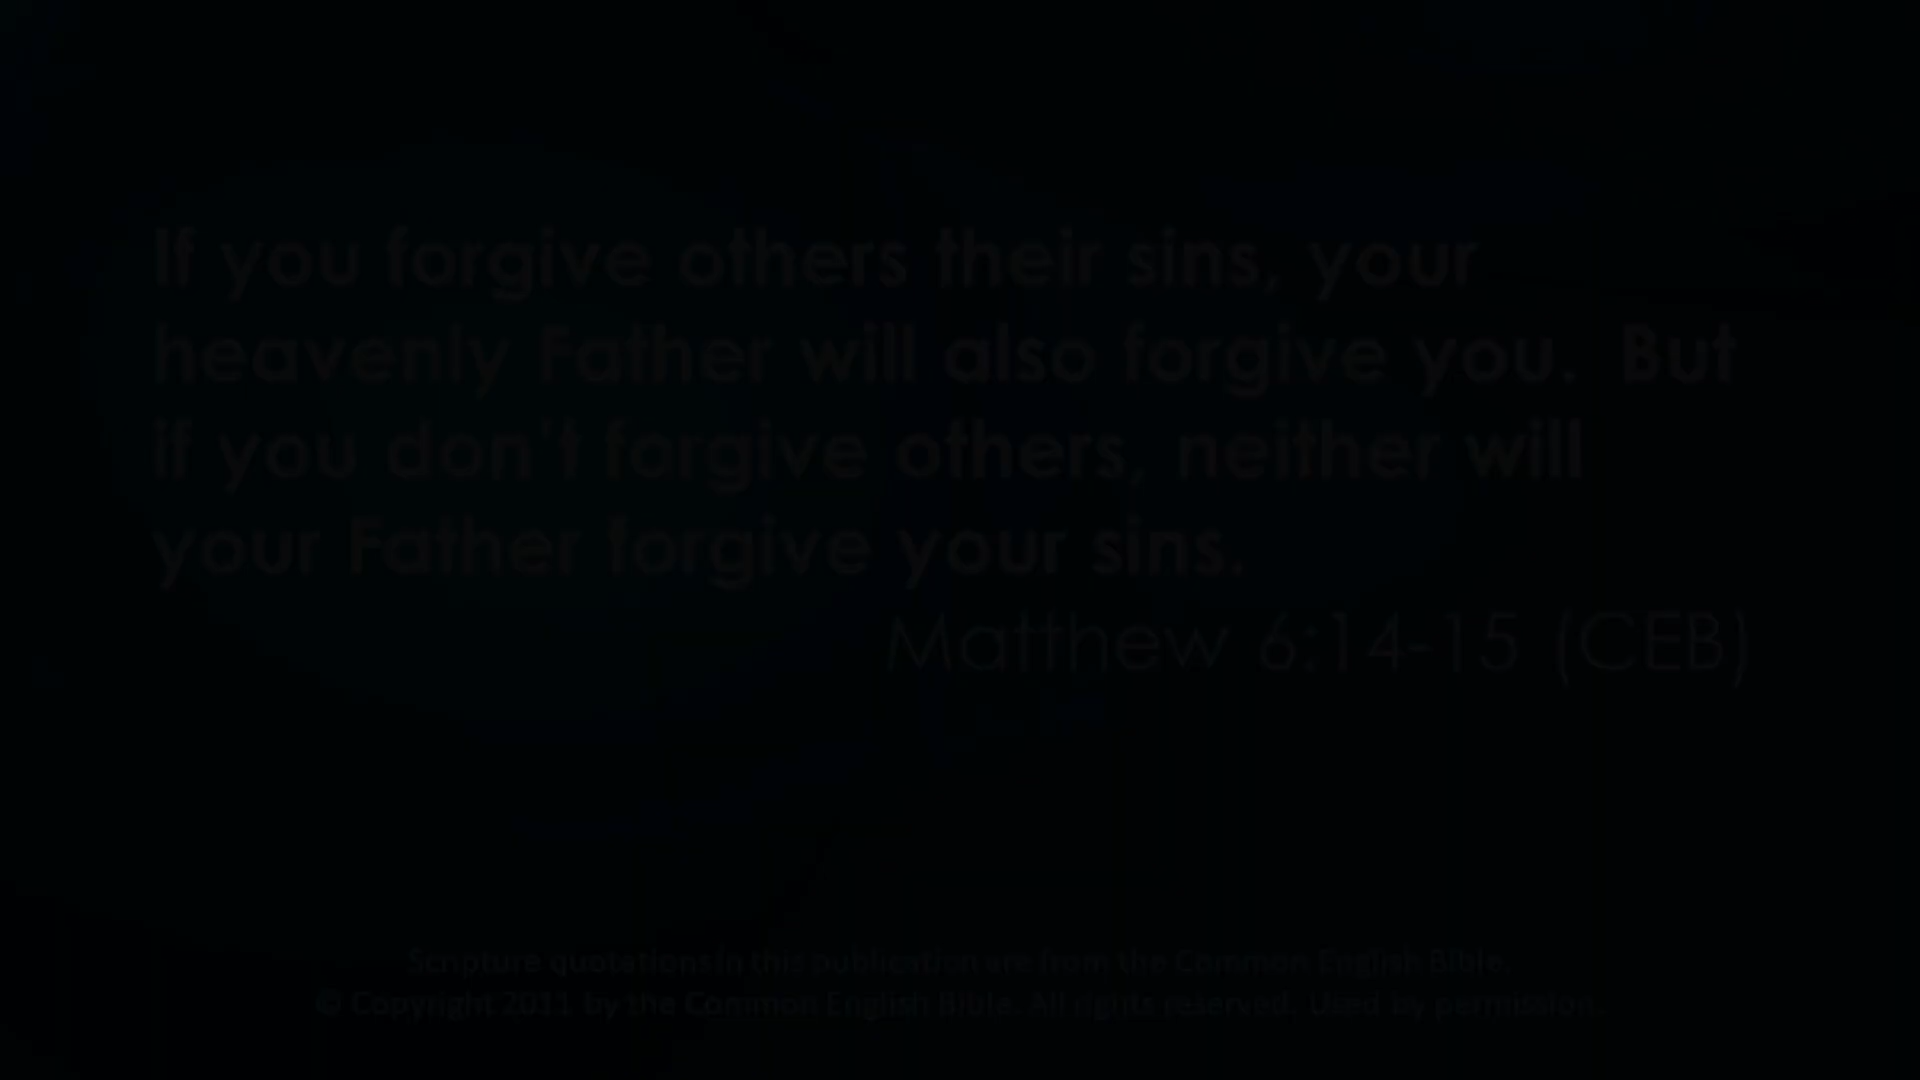 If you forgive others their sins, your
heavenly Father will also forgive you. But
if you don't forgive others, neither will
your Father forgive your sins.
Matthew 6:14-15 (CEB)
Scripture quotations in this publication are from the Common English Bible.
© Copyright 2011 by the Common English Bible. All rights reserved. Used by permission.